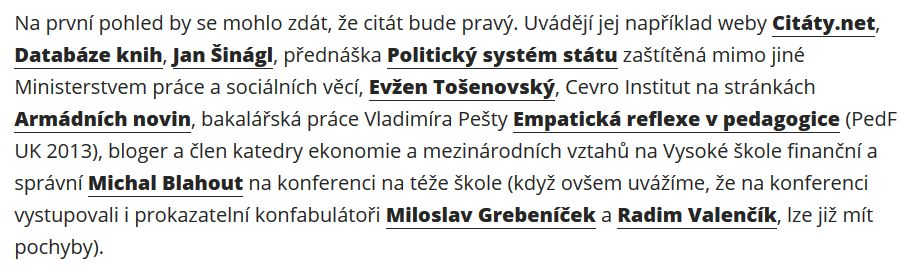 Na první pohled by se mohlo zdát, že citát bude pravý. Uvádějí jej například weby Citáty.net,
Databáze knih, Jan Šinágl, přednáška Politický systém státu zaštítěná mimo jiné
Ministerstvem práce a sociálních věcí, Evžen Tošenovský, Cevro Institut na stránkách
Armádních novin, bakalářská práce Vladimíra Pešty Empatická reflexe v pedagogice (PedF
UK 2013), bloger a člen katedry ekonomie a mezinárodních vztahů na Vysoké škole finanční a
správní Michal Blahout na konferenci na téže škole (když ovšem uvážíme, že na konferenci
vystupovali i prokazatelní konfabulátoři Miloslav Grebeníček a Radim Valenčík, lze již mít
pochyby).